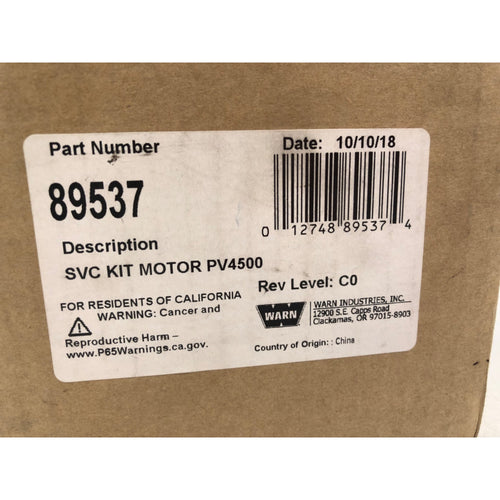 Part Number
Date: 10/10/18
89537
0 12748 89537 4
Description
SVC KIT MOTOR PV4500
Rev Level: C0
FOR RESIDENTS OF CALIFORNIA
WARNING: Cancer and
Reproductive Harm –
www.P65Warnings.ca.gov.
WARN
WARN INDUSTRIES, INC.
12900 S.E. Capps Road
Clackamas, OR 97015-8903
Country of Origin: : China